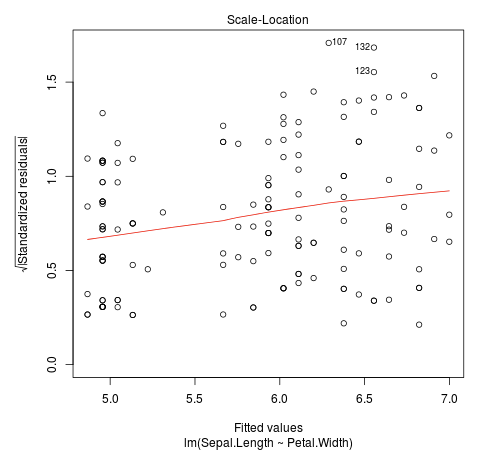 Scale-Location
107
132
123
1.5
1.0
0.5
0.0
√|Standardized residuals|
5.0 5.5 6.0 6.5 7.0
Fitted values
lm(Sepal.Length ~ Petal.Width)